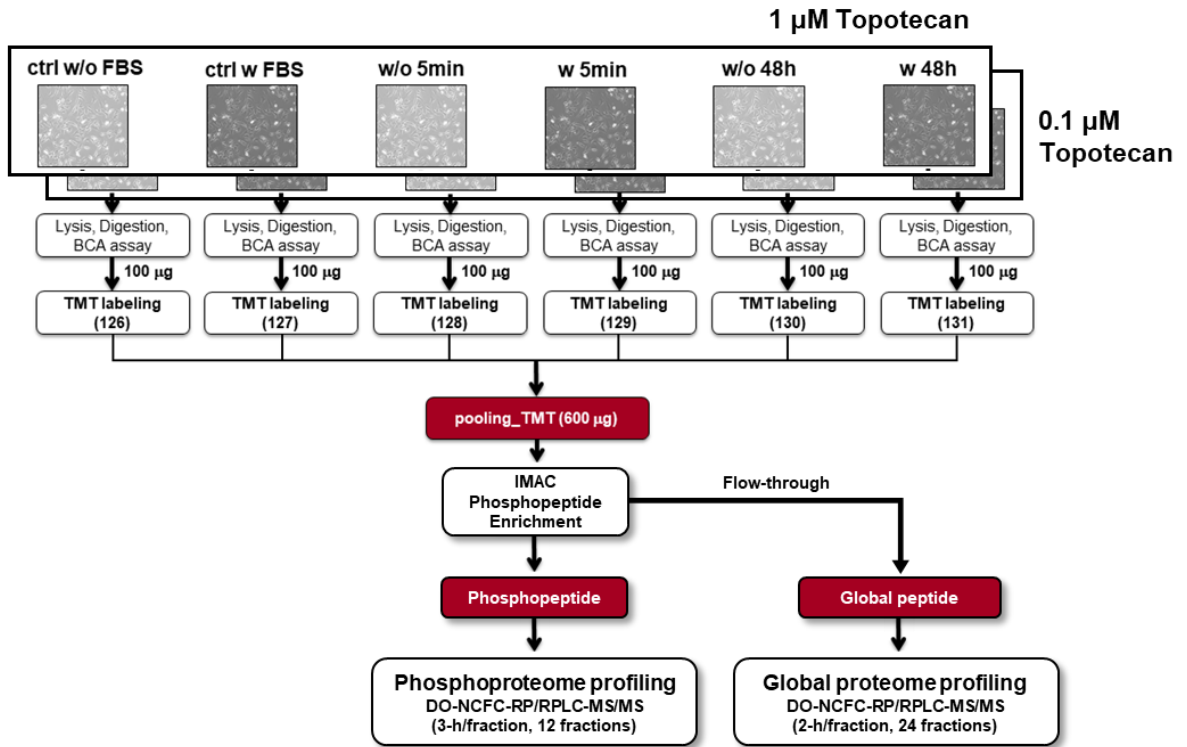 1 μM Topotecan
ctrl w/o FBS ctrl w FBS w/o 5min w 5min w/o 48h w 48h
0.1 μM
Topotecan
Lysis, Digestion, Lysis, Digestion, Lysis, Digestion, Lysis, Digestion, Lysis, Digestion, Lysis, Digestion,
BCA assay BCA assay BCA assay BCA assay BCA assay BCA assay
100 μg 100 μg 100 μg 100 μg 100 μg 100 μg
TMT labeling TMT labeling TMT labeling TMT labeling TMT labeling TMT labeling
(126) (127) (128) (129) (130) (131)
pooling_TMT (600 μg)
IMAC
Phosphopeptide
Enrichment
Flow-through
Phosphopeptide Global peptide
Phosphoproteome profiling
DO-NCFC-RP/RPLC-MS/MS
(3-h/fraction, 12 fractions)
Global proteome profiling
DO-NCFC-RP/RPLC-MS/MS
(2-h/fraction, 24 fractions)